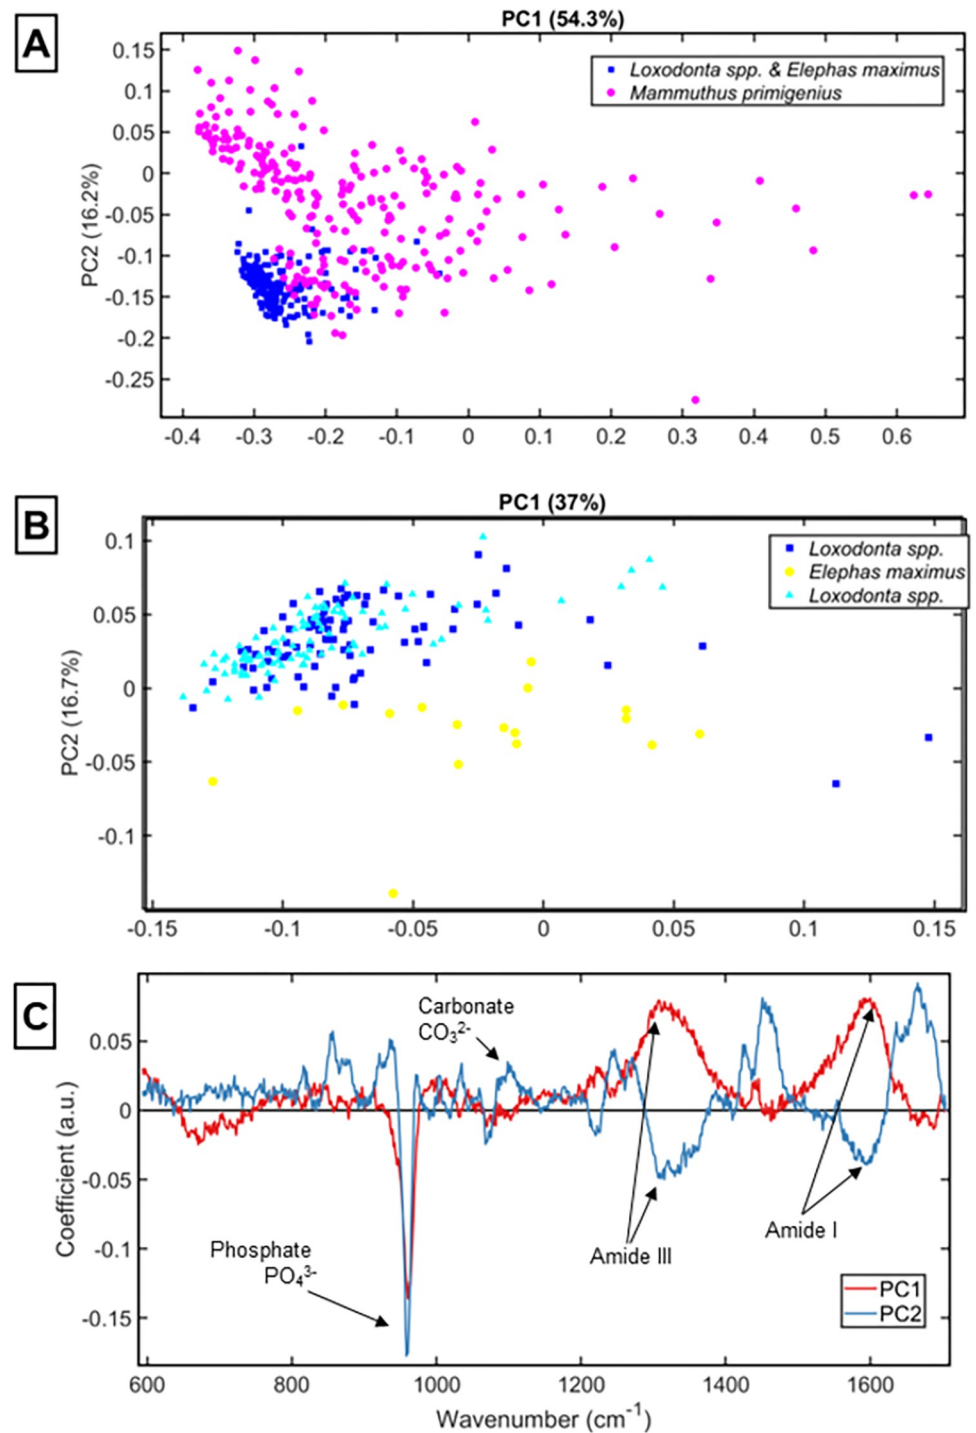 A
PC1 (54.3%)
Loxodonta spp. & Elephas maximus
Mammuthus primigenius
PC2 (16.2%)
0.15
0.1
0.05
0
-0.05
-0.1
-0.15
-0.2
-0.25
-0.4 -0.3 -0.2 -0.1 0 0.1 0.2 0.3 0.4 0.5 0.6
B
PC1 (37%)
Loxodonta spp.
Elephas maximus
Loxodonta spp.
PC2 (16.7%)
0.1
0.05
0
-0.05
-0.1
-0.15 -0.1 -0.05 0 0.05 0.1 0.15
C
Carbonate
CO₃²⁻
Coefficient (a.u.)
0.05
0
-0.05
-0.1
-0.15
Phosphate
PO₄³⁻
Amide III
Amide I
PC1
PC2
600 800 1000 1200 1400 1600
Wavenumber (cm⁻¹)